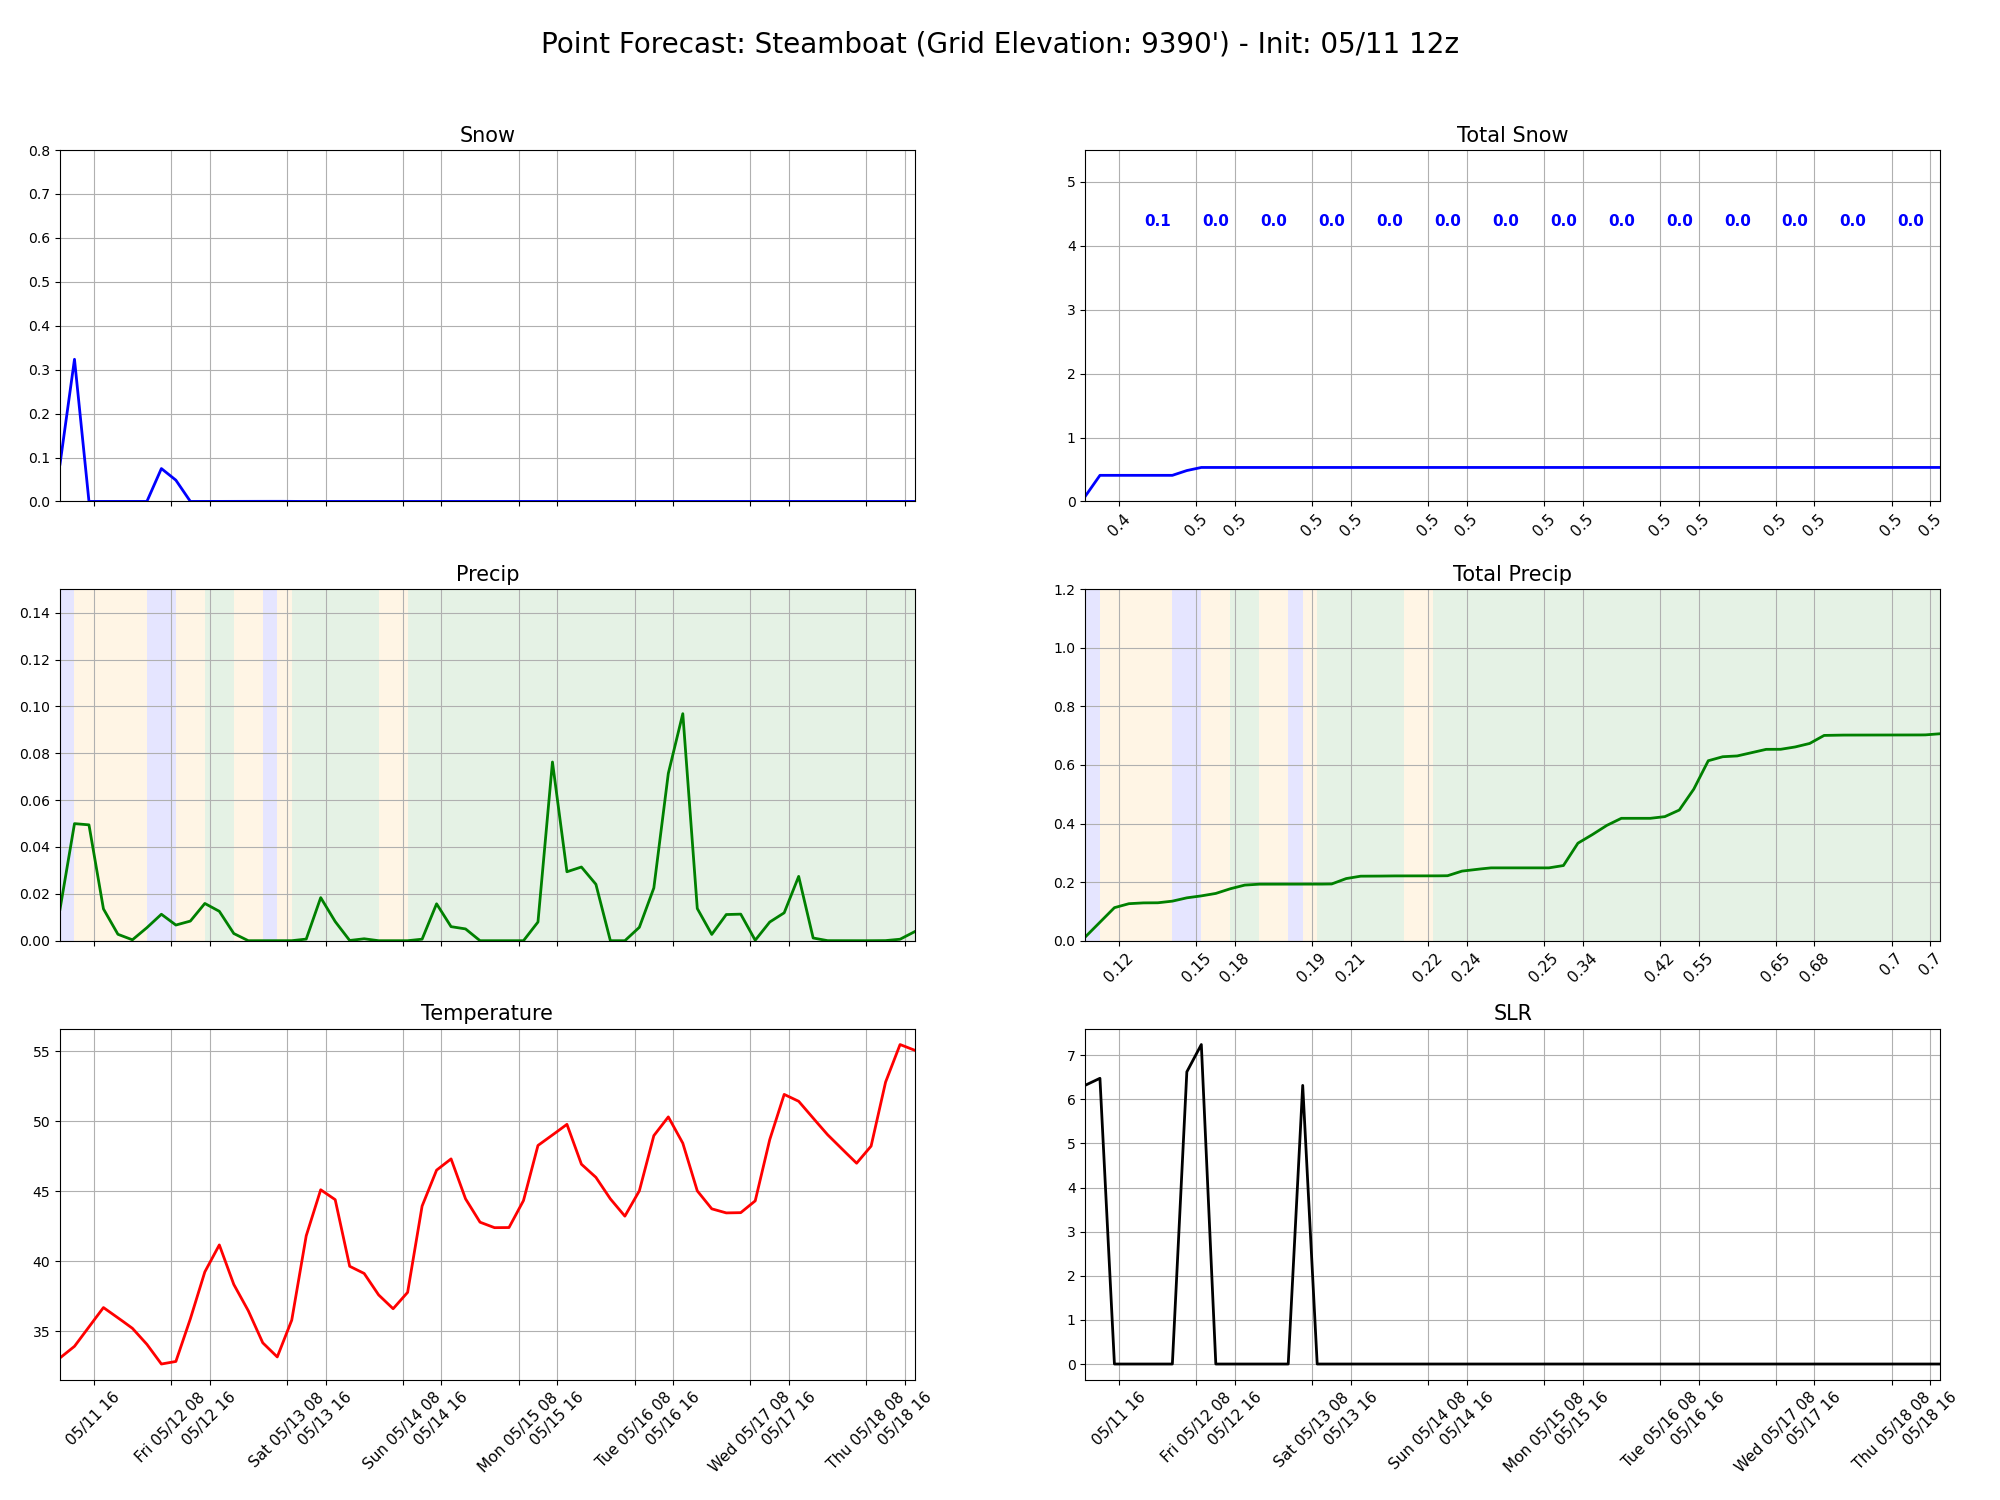 Point Forecast: Steamboat (Grid Elevation: 9390') - Init: 05/11 12z
Snow
0.8
0.7
0.6
0.5
0.4
0.3
0.2
0.1
0.0
Total Snow
5
4
3
2
1
0
0.1 0.0 0.0 0.0 0.0 0.0 0.0 0.0 0.0 0.0 0.0 0.0 0.0 0.0
0.4 0.5 0.5 0.5 0.5 0.5 0.5 0.5 0.5 0.5 0.5 0.5 0.5 0.5 0.5
Precip
0.14
0.12
0.10
0.08
0.06
0.04
0.02
0.00
Total Precip
1.2
1.0
0.8
0.6
0.4
0.2
0.0
0.12 0.15 0.18 0.19 0.21 0.22 0.24 0.25 0.34 0.42 0.55 0.65 0.68 0.7 0.7
Temperature
55
50
45
40
35
05/11 16
Fri 05/12 08
05/12 16
Sat 05/13 08
05/13 16
Sun 05/14 08
05/14 16
Mon 05/15 08
05/15 16
Tue 05/16 08
05/16 16
Wed 05/17 08
05/17 16
Thu 05/18 08
05/18 16
SLR
7
6
5
4
3
2
1
0
05/11 16
Fri 05/12 08
05/12 16
Sat 05/13 08
05/13 16
Sun 05/14 08
05/14 16
Mon 05/15 08
05/15 16
Tue 05/16 08
05/16 16
Wed 05/17 08
05/17 16
Thu 05/18 08
05/18 16